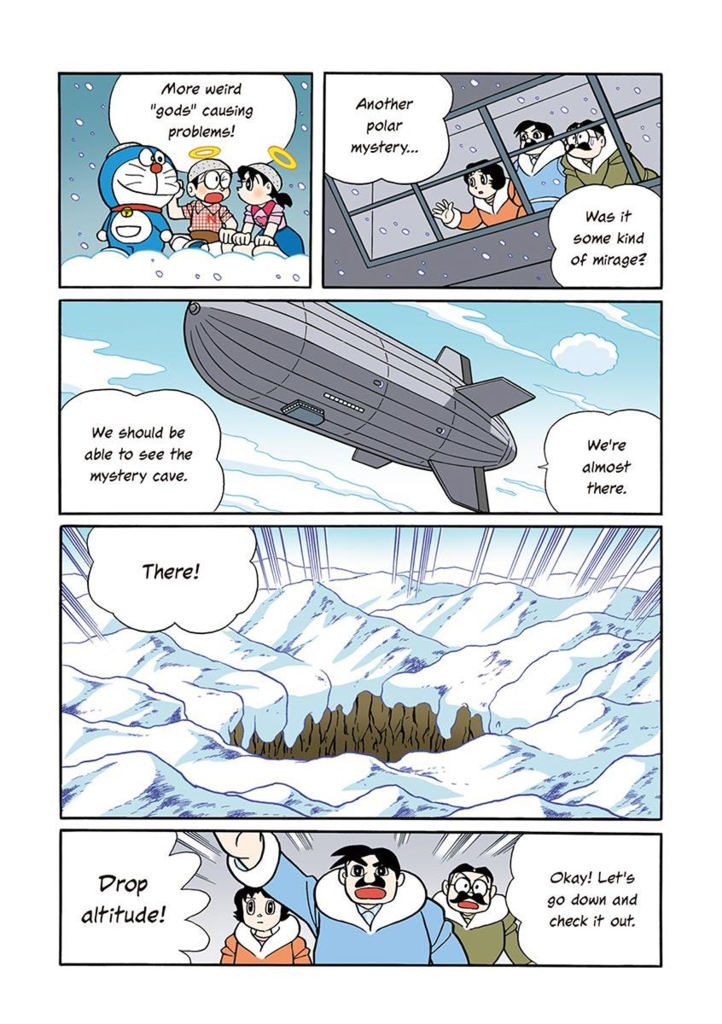 More weird
"gods" causing
problems!
Another
polar
mystery...
Was it
some kind
of mirage?
We should be
able to see the
mystery cave.
We're
almost
there.
There!
Drop
altitude!
Okay! Let's
go down and
check it out.